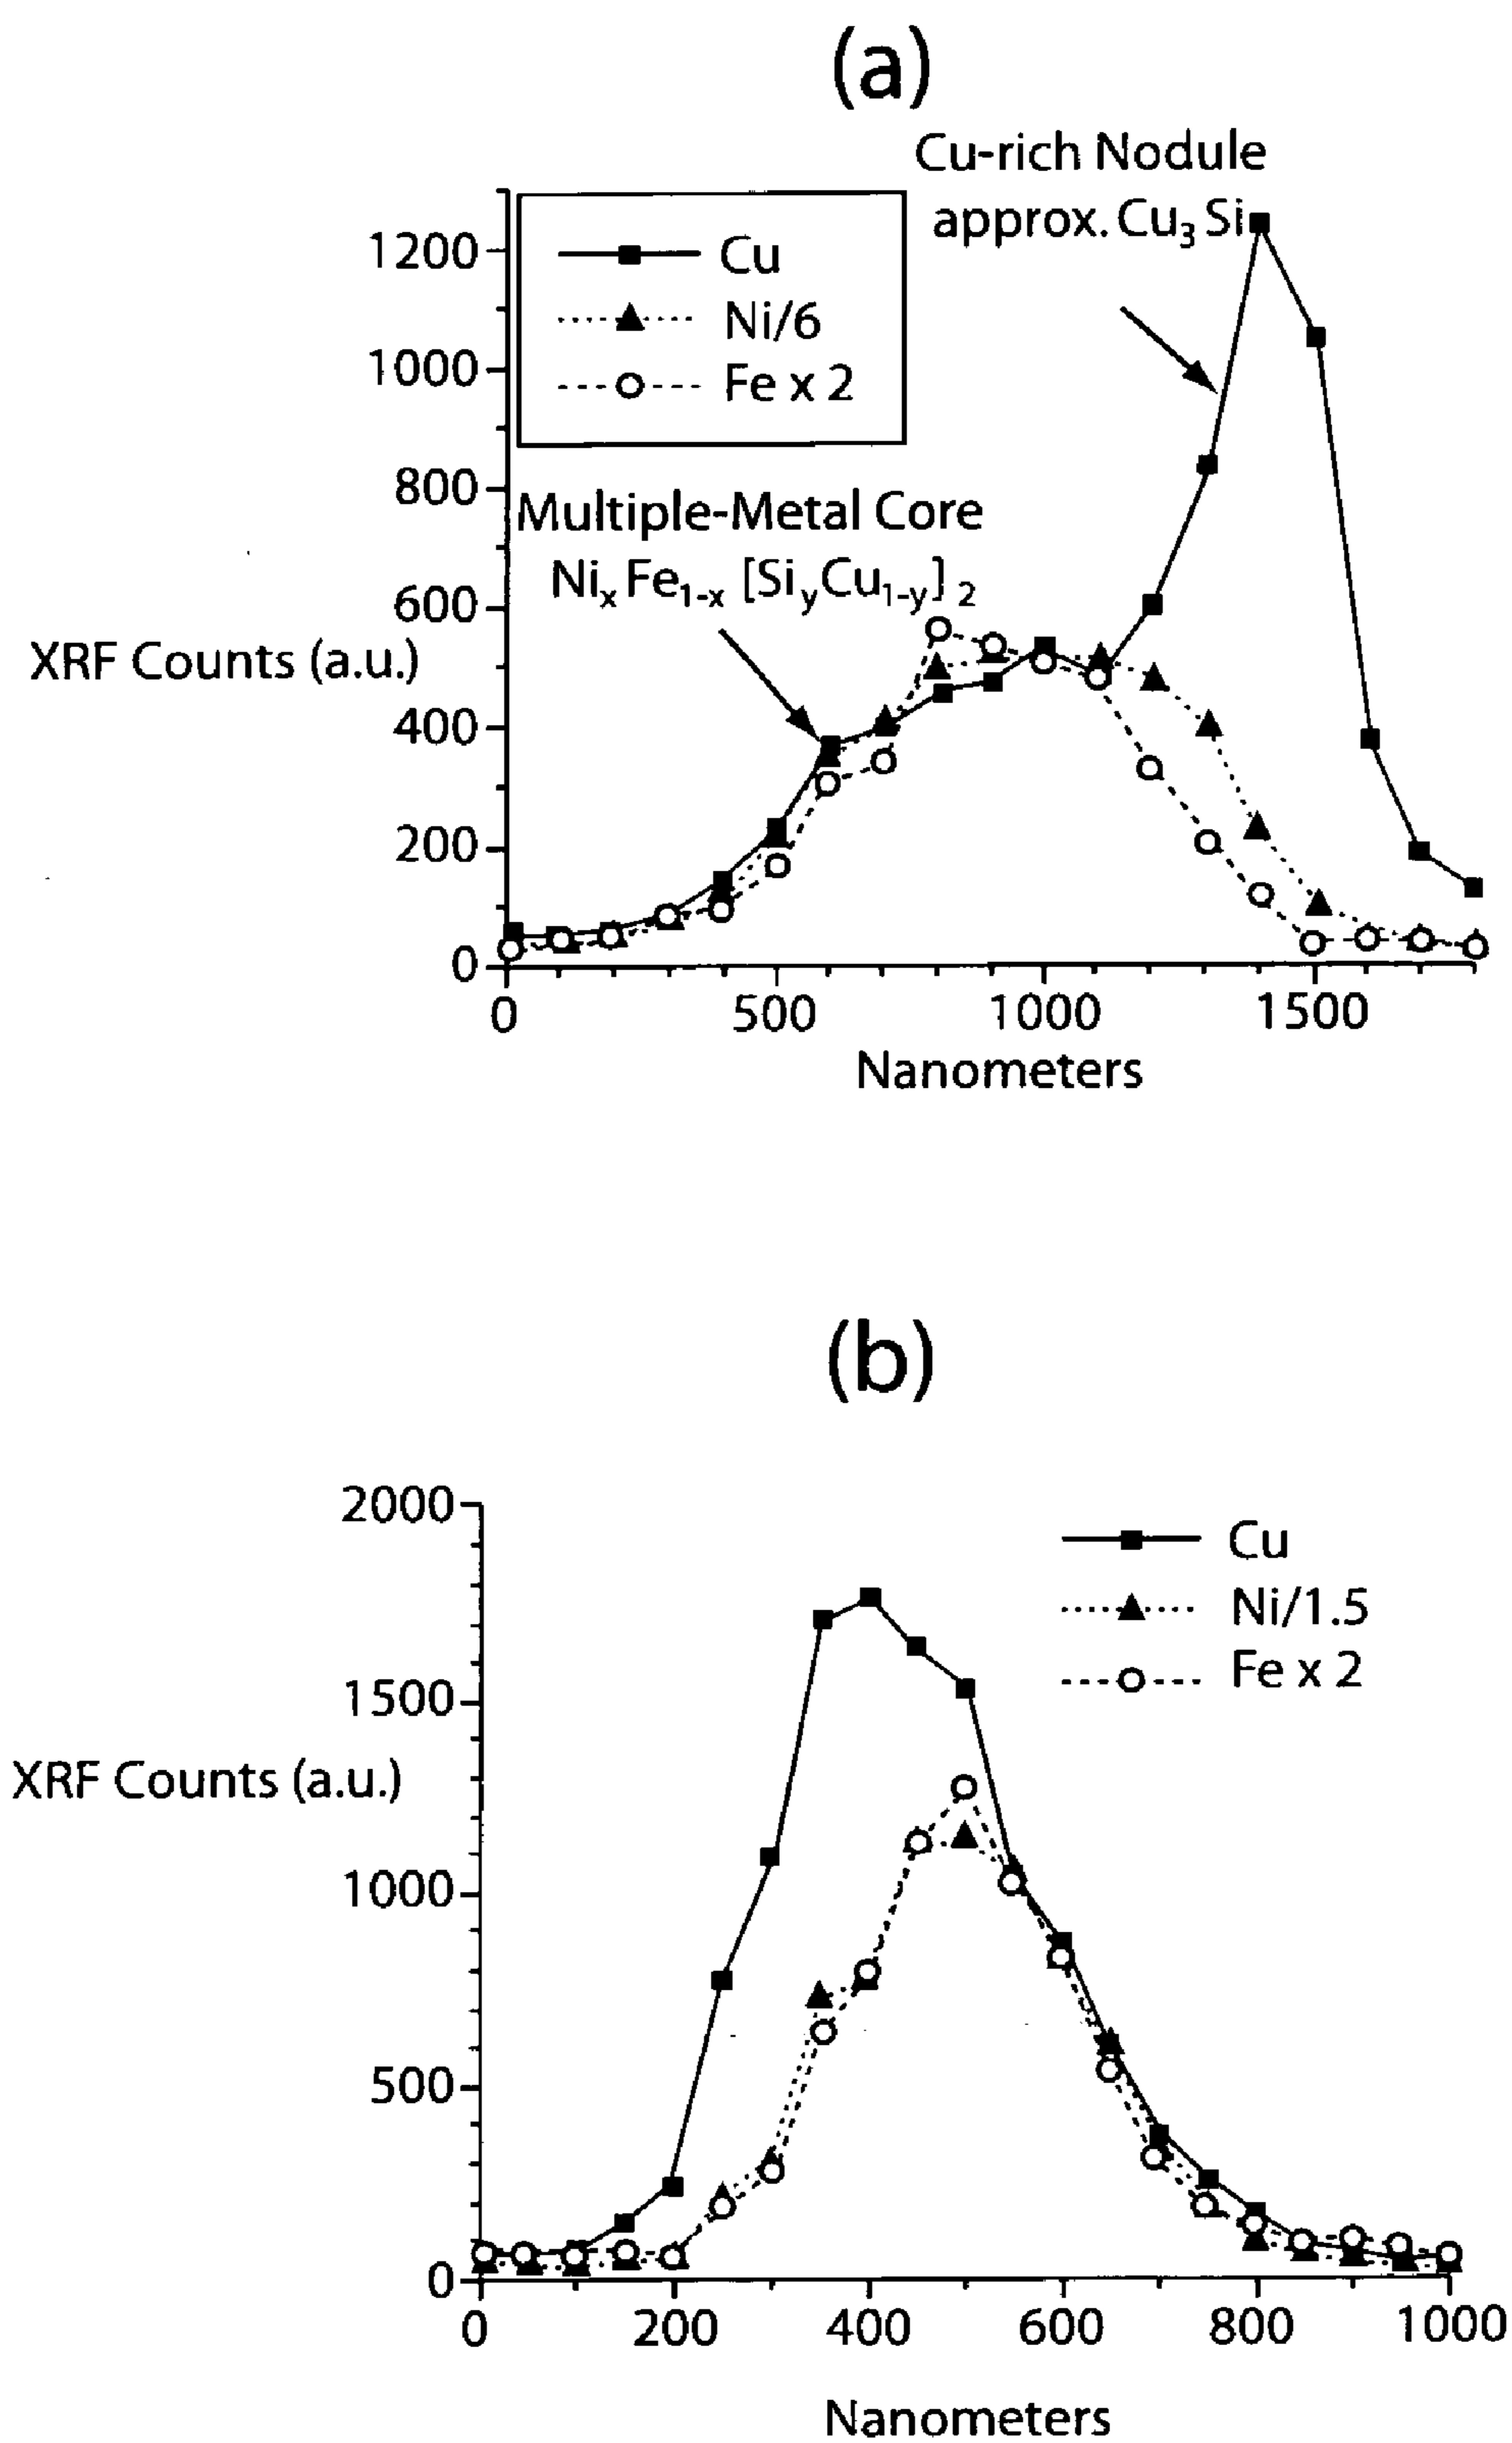 (a)
Cu-rich Nodule
approx. Cu3 Si
Cu
Ni/6
Fe x 2
Multiple-Metal Core
NixFe1-x [SiyCu1-y] 2
1200
1000
800
600
400
200
0
XRF Counts (a.u.)
0 500 1000 1500
Nanometers
(b)
Cu
Ni/1.5
Fe x 2
2000
1500
1000
500
0
XRF Counts (a.u.)
0 200 400 600 800 1000
Nanometers